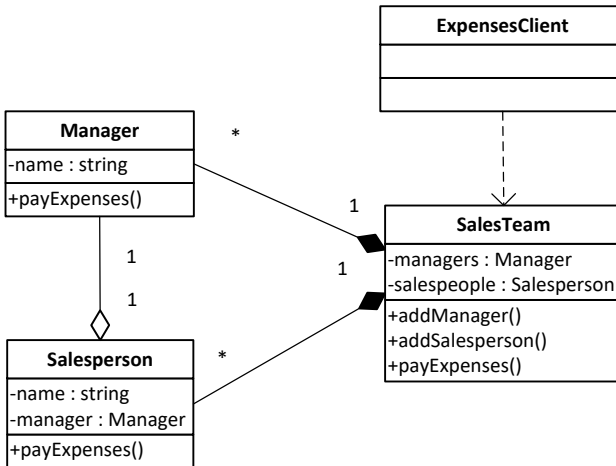 ExpensesClient
Manager
-name : string
+payExpenses()
*
1
SalesTeam
-managers : Manager
-salespeople : Salesperson
+addManager()
+addSalesperson()
+payExpenses()
1
1
1
*
Salesperson
-name : string
-manager : Manager
+payExpenses()